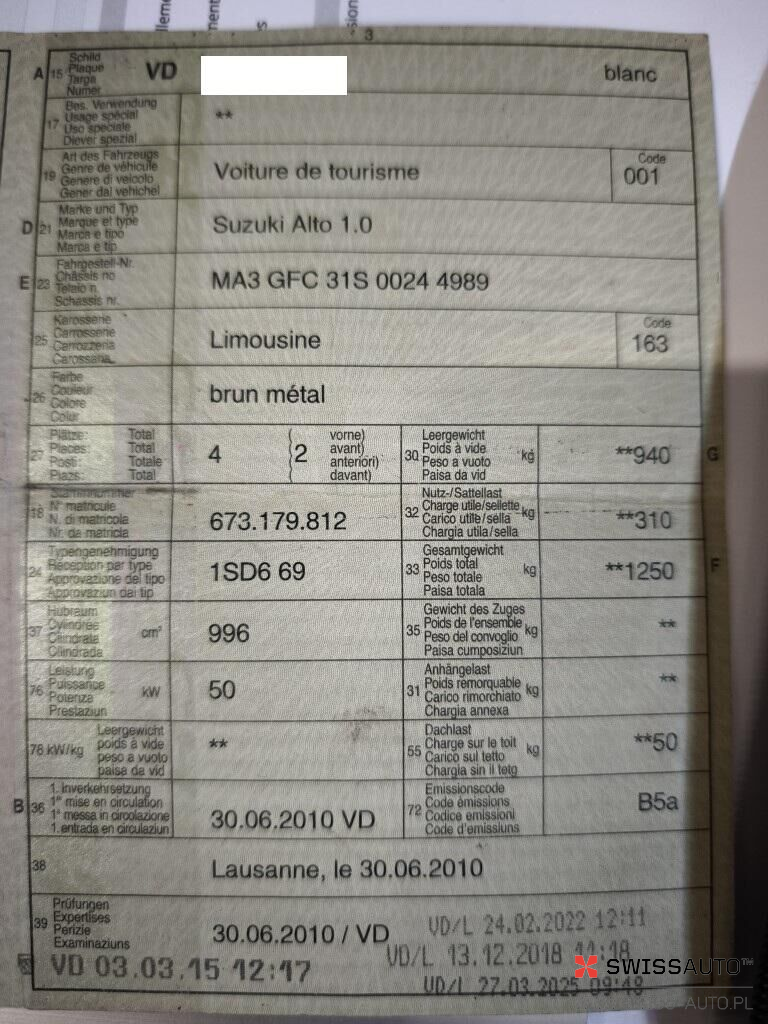 3
A 15 Schild VD blanc
Plaque
Targa
Numer
17 Bes. Verwendung **
Usage spécial
Uso speciale
Diever spezial
19 Art des Fahrzeugs Voiture de tourisme Code
Genre de véhicule 001
Genere di veicolo
Gener dal vehichel
D 21 Marke und Typ Suzuki Alto 1.0
Marque et type
Marca e tipo
Marca e tip
E 23 Fahrgestell-Nr. MA3 GFC 31S 0024 4989
Châssis no
Telaio n.
Schassis nr.
25 Karosserie Limousine Code
Carrosserie 163
Carrozzeria
Carossaria
26 Farbe brun métal
Couleur
Colore
Colur
27 Plätze: Total 4 (2 vorne)
Places: Total avant)
Posti: Totale anteriori)
Plazs: Total davant)
30 Leergewicht kg **940 G
Poids à vide
Peso a vuoto
Paisa da vid
18 Stammnummer 673.179.812
N° matricule
N. di matricola
Nr. da matricla
32 Nutz-/Sattellast kg **310
Charge utile/sellette
Carico utile/sella
Chargia utila/sella
24 Typengenehmigung 1SD6 69
Réception par type
Approvazione del tipo
Approvaziun dal tip
33 Gesamtgewicht kg **1250 F
Poids total
Peso totale
Paisa totala
37 Hubraum cm³ 996
Cylindrée
Cilindrata
Cilindrada
35 Gewicht des Zuges kg **
Poids de l'ensemble
Peso del convoglio
Paisa cumposiziun
76 Leistung kW 50
Puissance
Potenza
Prestaziun
31 Anhängelast kg **
Poids remorquable
Carico rimorchiato
Chargia annexa
78 kW/kg Leergewicht **
poids à vide
peso a vuoto
paisa da vid
55 Dachlast kg **50
Charge sur le toit
Carico sul tetto
Chargia sin il tetg
B 36 1. Inverkehrsetzung 30.06.2010 VD
1re mise en circulation
1a messa in circolazione
1. entrada en circulaziun
72 Emissionscode B5a
Code émissions
Codice emissioni
Code d'emissiuns
38 Lausanne, le 30.06.2010
39 Prüfungen 30.06.2010 / VD
Expertises
Perizie
Examinaziuns
VD/L 24.02.2022 12:11
VD/L 13.12.2018 11:18
VD 03.03.15 12:17
VD/L 27.03.2025 09:48
SWISSAUTO™